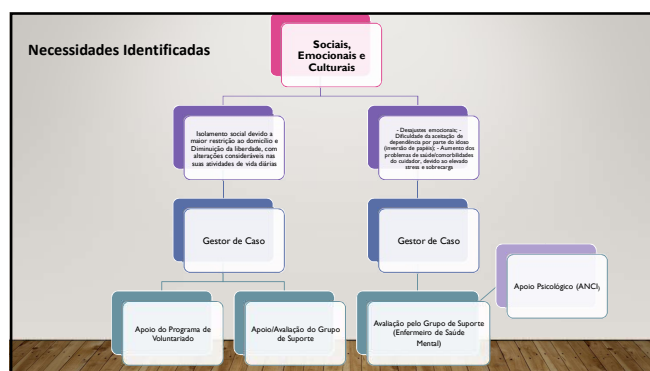 Necessidades Identificadas
Sociais,
Emocionais e
Culturais
Isolamento social devido a
maior restrição ao domicílio e
Diminuição da liberdade, com
alterações consideráveis nas
suas atividades de vida diárias
- Desajustes emocionais; -
Dificuldade da aceitação de
dependência por parte do idoso
(inversão de papéis); - Aumento dos
problemas de saúde/comorbilidades
do cuidador, devido ao elevado
stress e sobrecarga
Gestor de Caso
Gestor de Caso
Apoio Psicológico (ANCI)
Apoio do Programa de
Voluntariado
Apoio/Avaliação do Grupo
de Suporte
Avaliação pelo Grupo de Suporte
(Enfermeiro de Saúde
Mental)